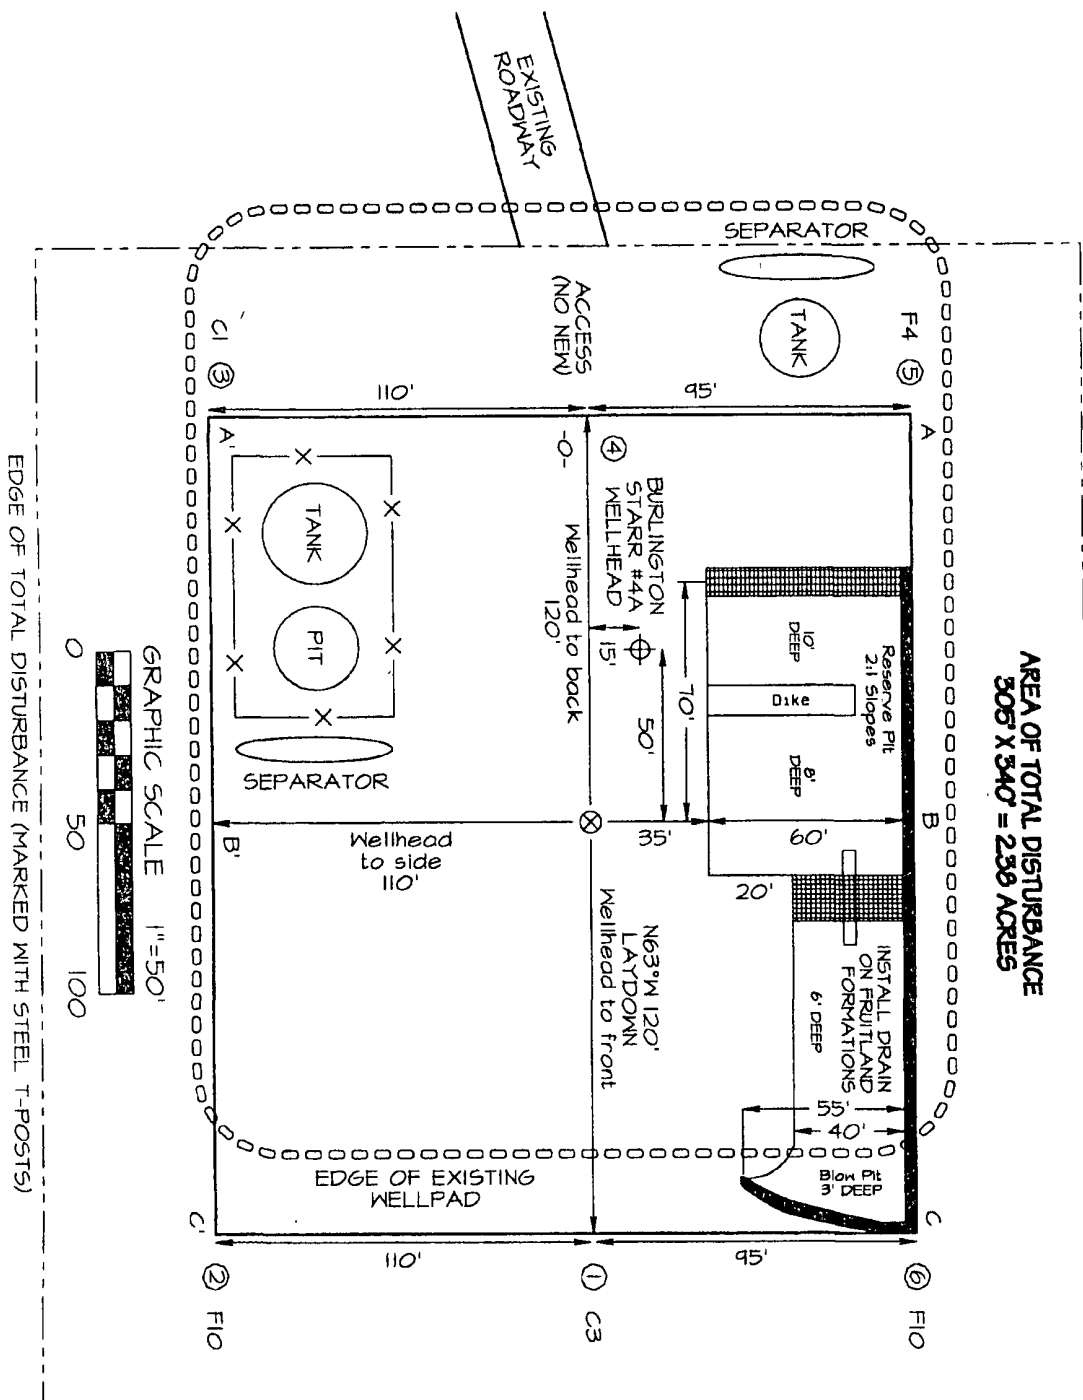 EXISTING
ROADWAY
SEPARATOR
TANK
F4 ⑤
ACCESS
(NO NEW)
C1 ③
110'
95'
A
A'
-0-
④
BURLINGTON
STARR #4A
WELLHEAD
15'
Wellhead to back
120'
TANK
PIT
SEPARATOR
10'
DEEP
Reserve Pit
2:1 Slopes
Dike
8'
DEEP
70'
50'
AREA OF TOTAL DISTURBANCE
305' X 340' = 2.38 ACRES
B
B'
35'
60'
Wellhead
to side
110'
20'
N63°W 120'
LAYDOWN
Wellhead to front
INSTALL DRAIN
ON FRUITLAND
FORMATIONS
6' DEEP
55'
40'
Blow Pit
3' DEEP
EDGE OF EXISTING
WELLPAD
C
C'
110'
95'
② F10
① C3
⑥ F10
GRAPHIC SCALE 1"=50'
0 50 100
EDGE OF TOTAL DISTURBANCE (MARKED WITH STEEL T-POSTS)